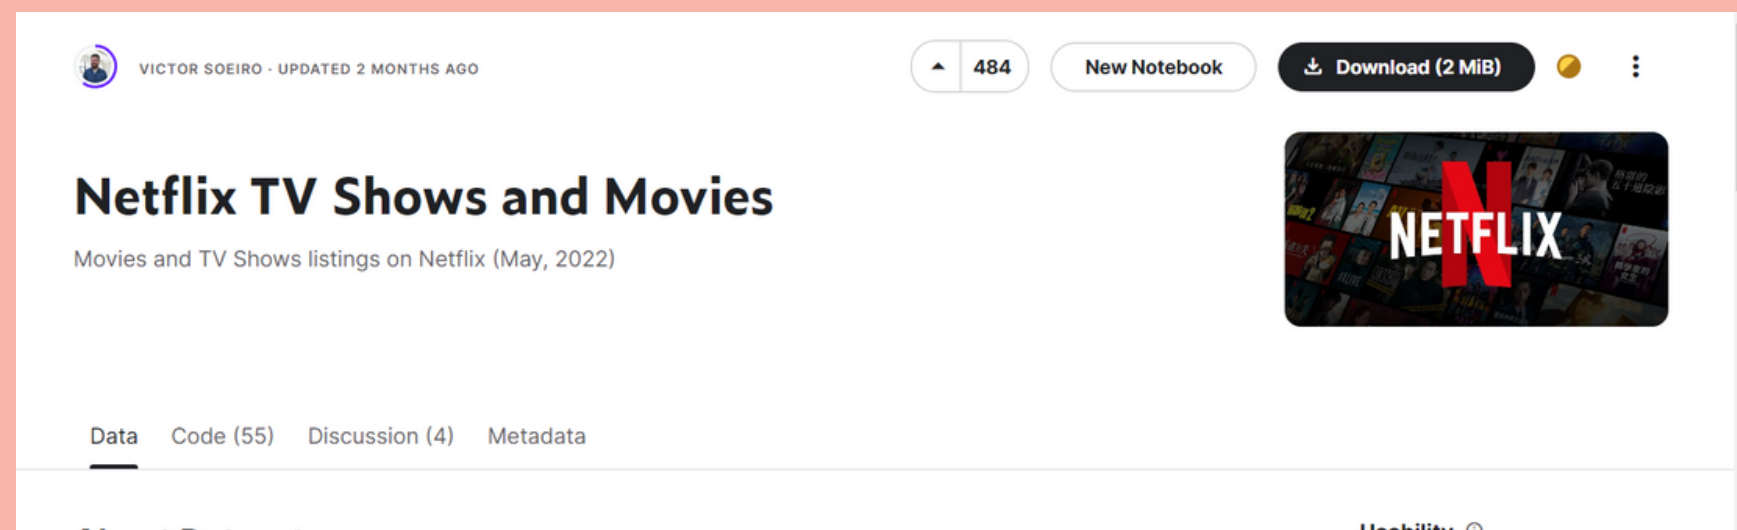 VICTOR SOEIRO · UPDATED 2 MONTHS AGO
484
New Notebook
Download (2 MiB)
Netflix TV Shows and Movies
Movies and TV Shows listings on Netflix (May, 2022)
NETFLIX
Data
Code (55)
Discussion (4)
Metadata
Usability